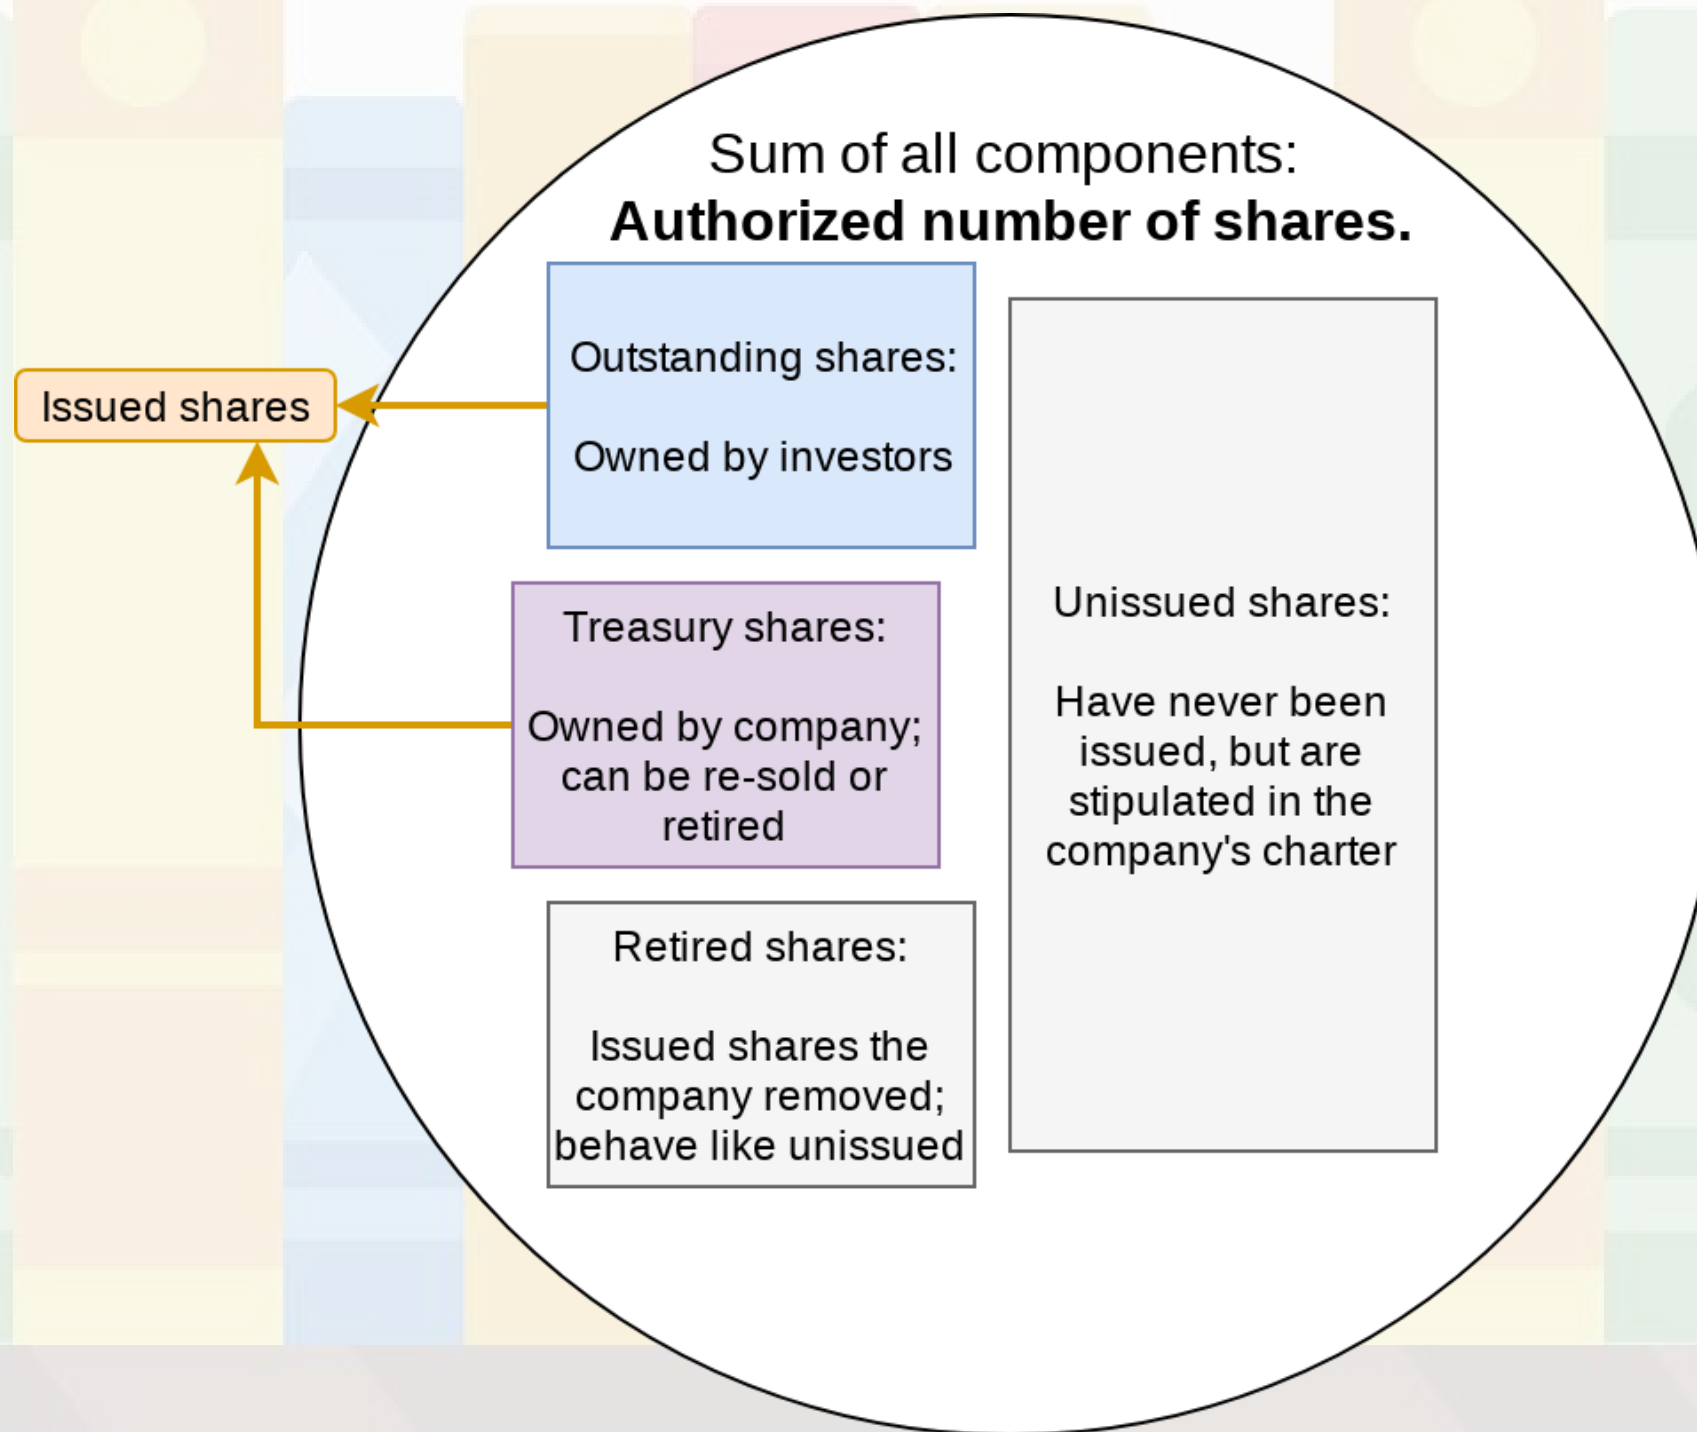 Sum of all components:
Authorized number of shares.
Issued shares
Outstanding shares:
Owned by investors
Treasury shares:
Owned by company;
can be re-sold or
retired
Retired shares:
Issued shares the
company removed;
behave like unissued
Unissued shares:
Have never been
issued, but are
stipulated in the
company's charter